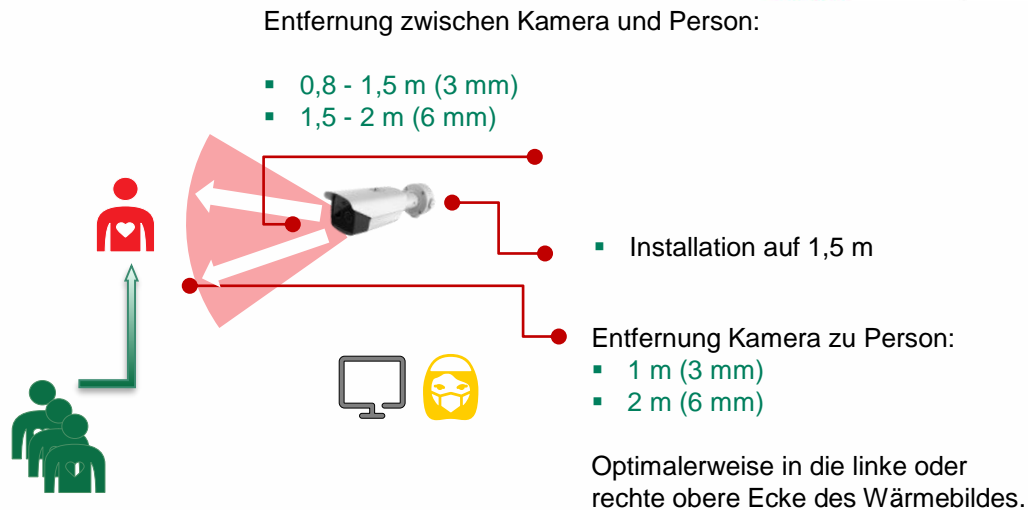 Entfernung zwischen Kamera und Person:
▪ 0,8 - 1,5 m (3 mm)
▪ 1,5 - 2 m (6 mm)
▪ Installation auf 1,5 m
Entfernung Kamera zu Person:
▪ 1 m (3 mm)
▪ 2 m (6 mm)
Optimalerweise in die linke oder
rechte obere Ecke des Wärmebildes.